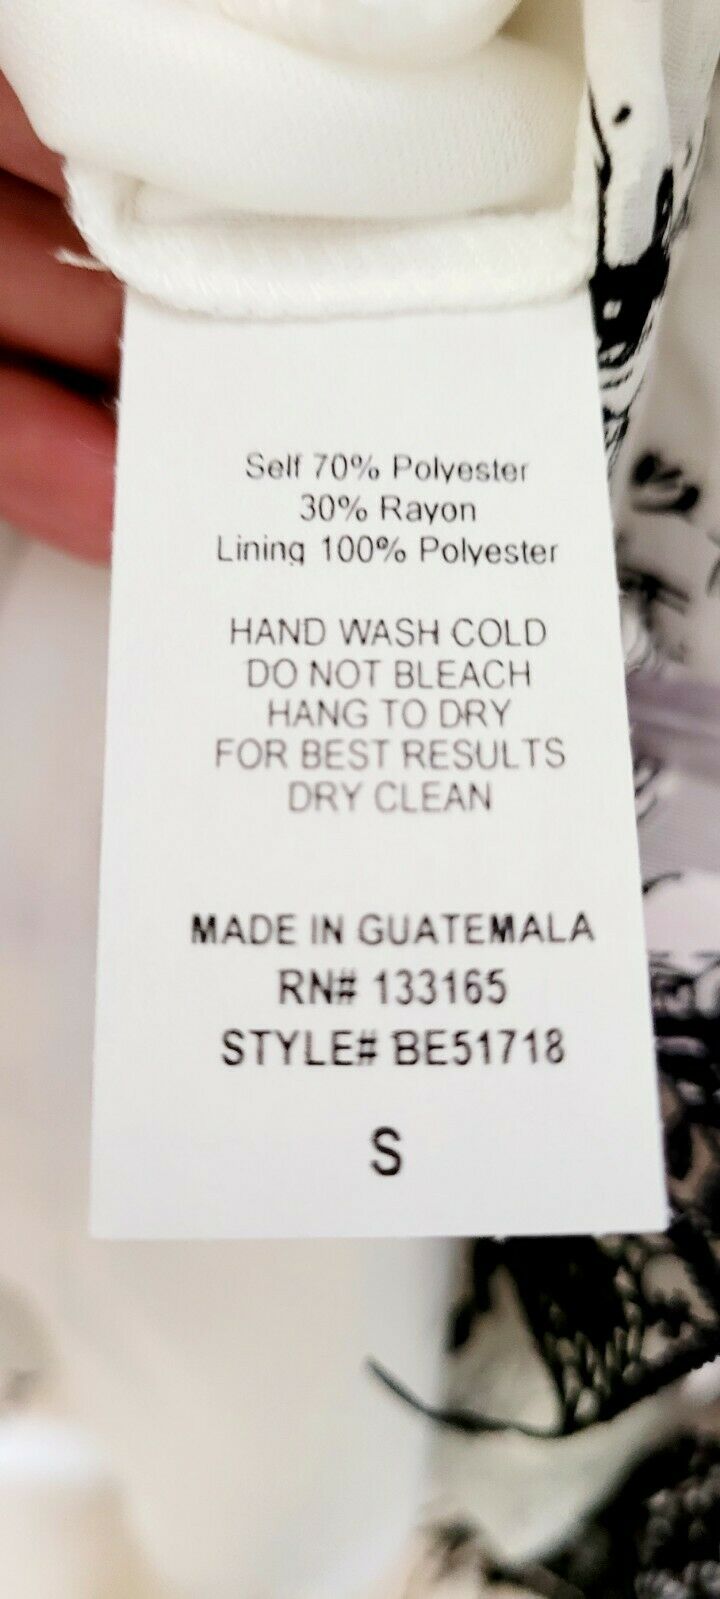 Self 70% Polyester
30% Rayon
Lining 100% Polyester
HAND WASH COLD
DO NOT BLEACH
HANG TO DRY
FOR BEST RESULTS
DRY CLEAN
MADE IN GUATEMALA
RN# 133165
STYLE# BE51718
S